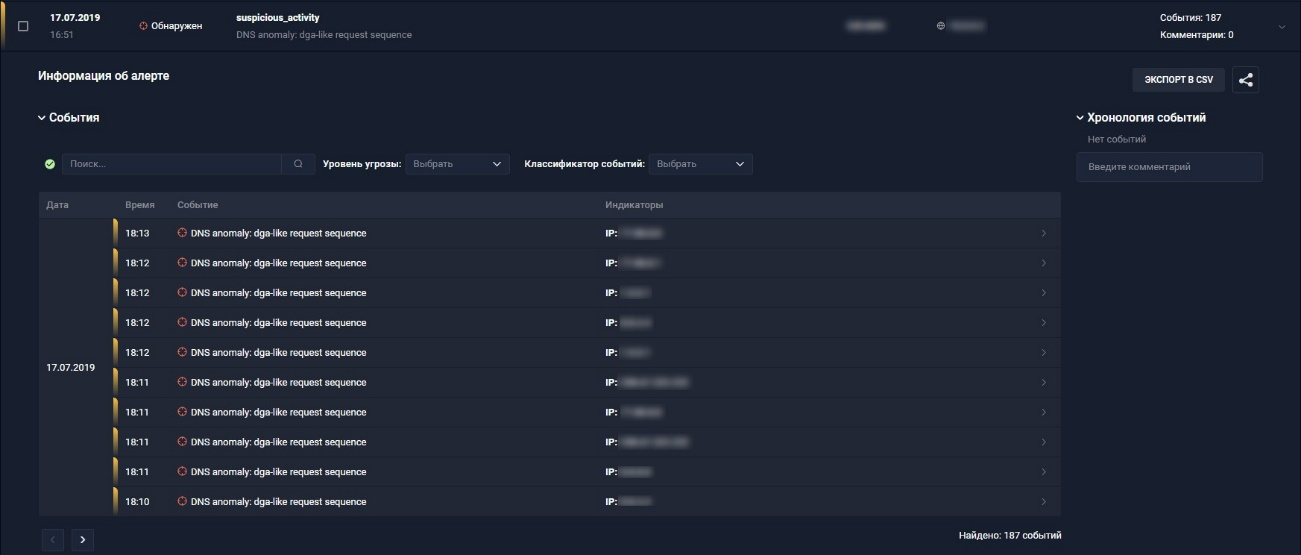 17.07.2019 Обнаружен suspicious_activity События: 187
16:51 DNS anomaly: dga-like request sequence Комментарии: 0
Информация об алерте ЭКСПОРТ В CSV
События Хронология событий
Нет событий
Поиск... Уровень угрозы: Выбрать Классификатор событий: Выбрать Введите комментарий
Дата Время Событие Индикаторы
18:13 DNS anomaly: dga-like request sequence IP:
18:12 DNS anomaly: dga-like request sequence IP:
18:12 DNS anomaly: dga-like request sequence IP:
18:12 DNS anomaly: dga-like request sequence IP:
18:12 DNS anomaly: dga-like request sequence IP:
17.07.2019
18:11 DNS anomaly: dga-like request sequence IP:
18:11 DNS anomaly: dga-like request sequence IP:
18:11 DNS anomaly: dga-like request sequence IP:
18:11 DNS anomaly: dga-like request sequence IP:
18:10 DNS anomaly: dga-like request sequence IP:
Найдено: 187 событий